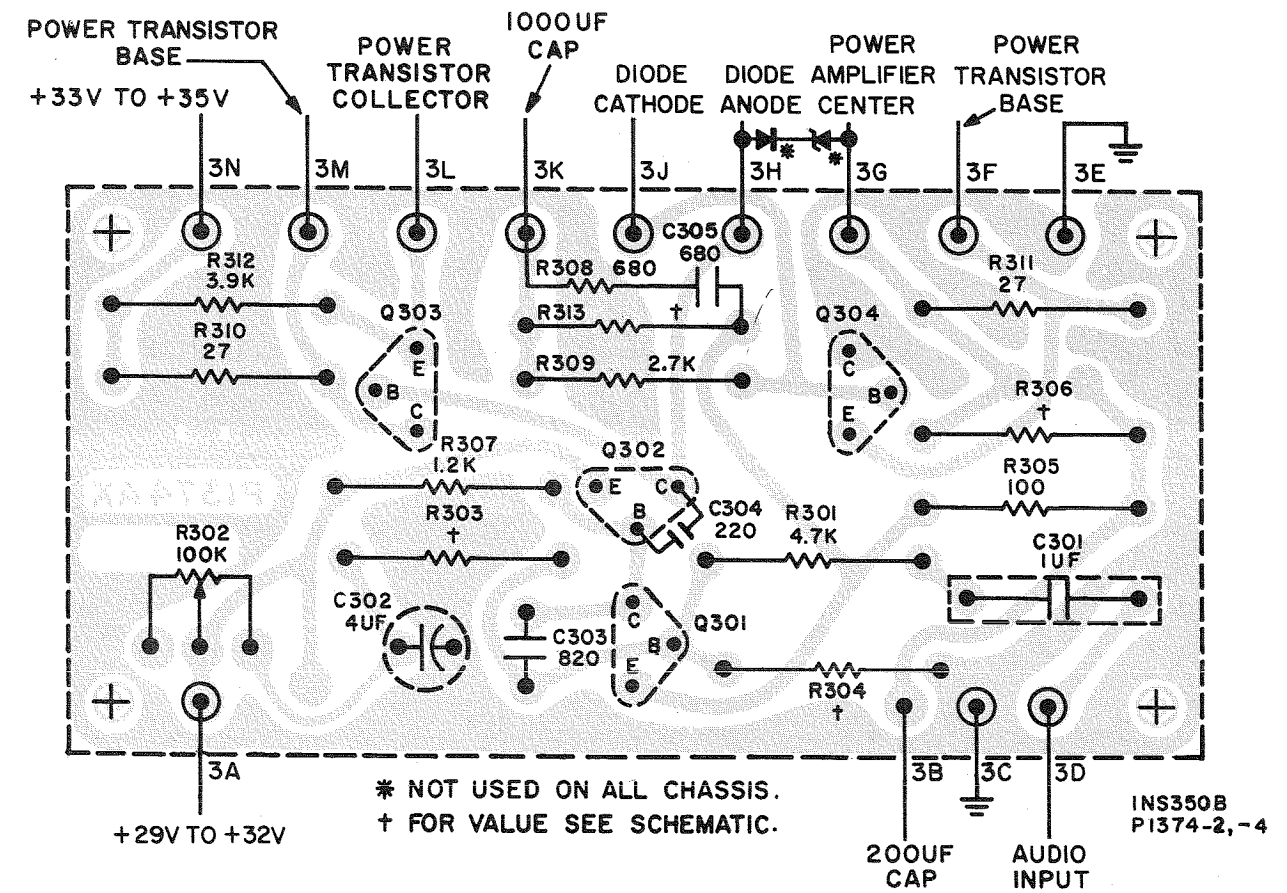 POWER TRANSISTOR
BASE
+33V TO +35V
POWER
TRANSISTOR
COLLECTOR
1000UF
CAP
DIODE
CATHODE
DIODE
ANODE
POWER
AMPLIFIER
CENTER
POWER
TRANSISTOR
BASE
* *
3N 3M 3L 3K 3J 3H 3G 3F 3E
R312
3.9K
R310
27
Q303
E
B
C
R308 680
C305
680
R313 †
R309 2.7K
Q304
C
B
E
R311
27
R306
†
R305
100
R307
1.2K
R303
†
Q302
E C
B
C304
220
R301
4.7K
C301
1UF
P1374AX
R302
100K
C302
4UF
C303
820
Q301
C
B
E
R304
†
3A 3B 3C 3D
+29V TO +32V
* NOT USED ON ALL CHASSIS.
† FOR VALUE SEE SCHEMATIC.
200UF
CAP
AUDIO
INPUT
INS350B
P1374-2,-4